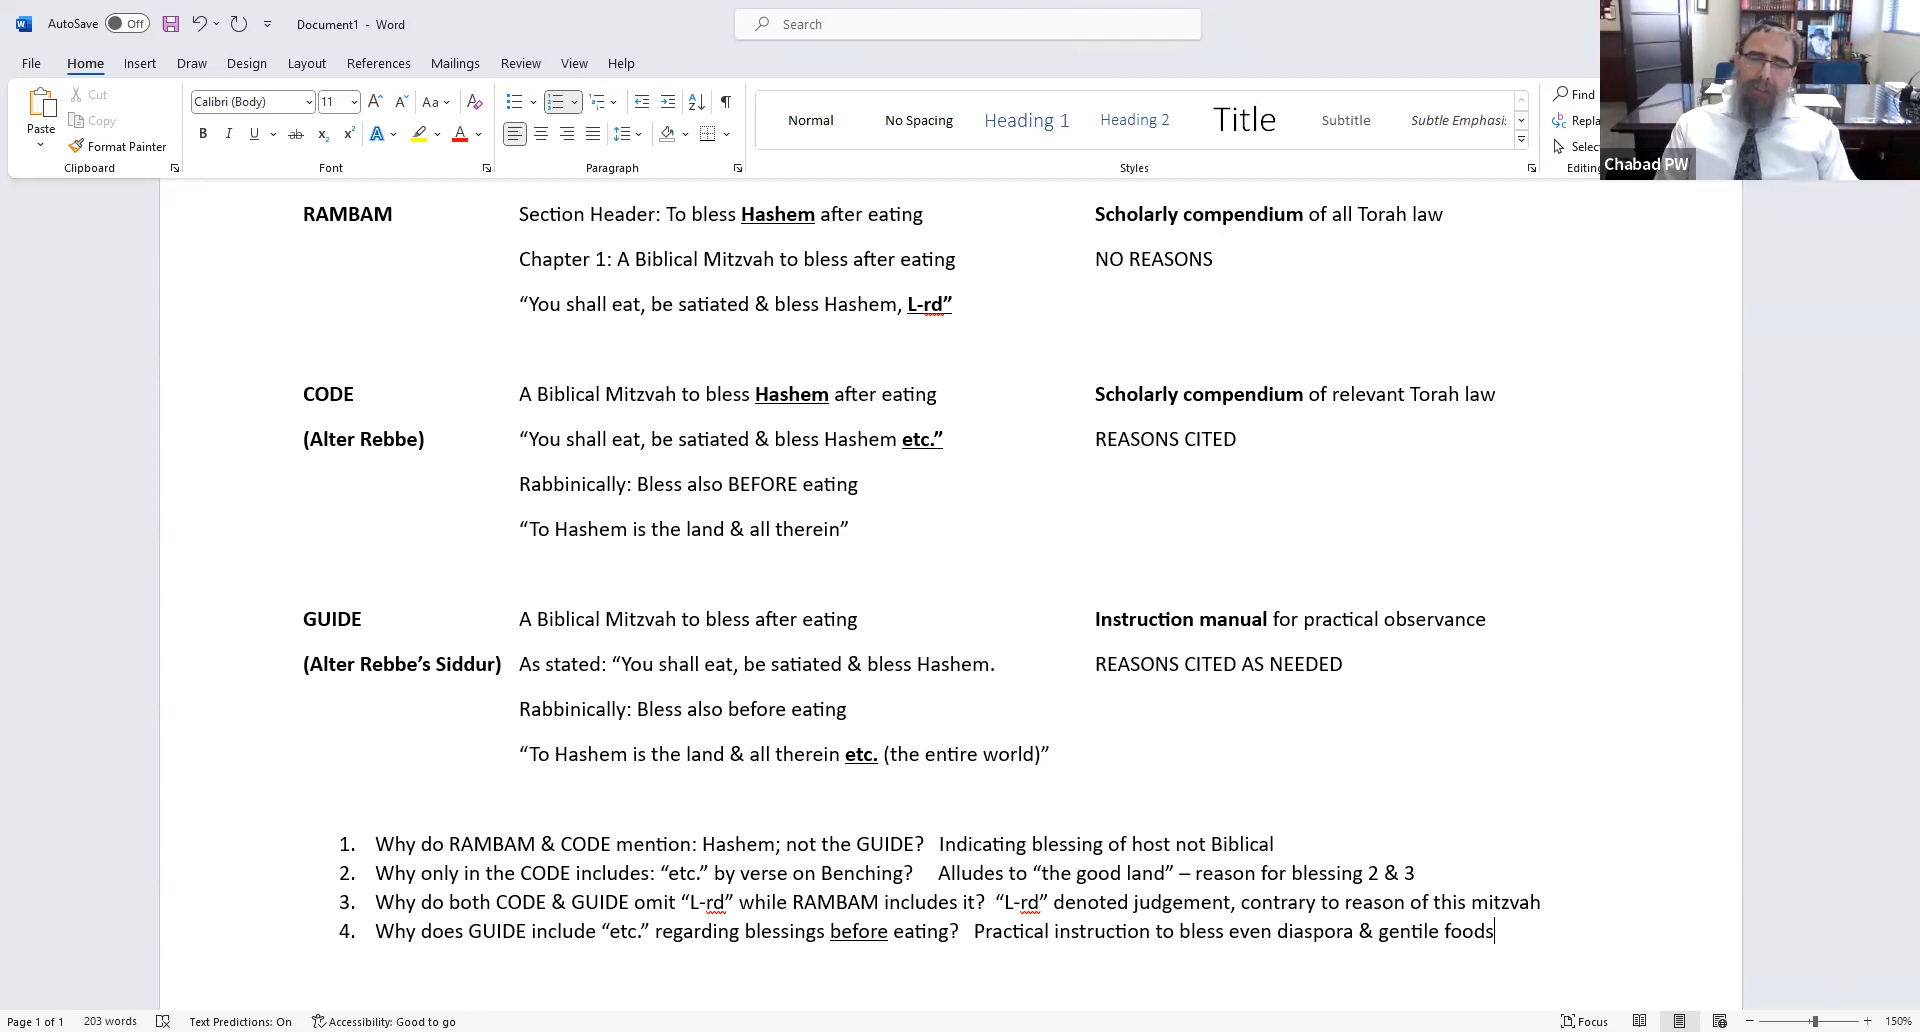 AutoSave Off Document1 - Word Search
File Home Insert Draw Design Layout References Mailings Review View Help
Paste Cut Copy Format Painter Clipboard
Calibri (Body) 11 Aa Font
B I U ab x₂ x² A A Paragraph
Normal No Spacing Heading 1 Heading 2 Title Subtitle Subtle Emphasis Styles
Find
Repla
Selec
Editing
Chabad PW
RAMBAM Section Header: To bless Hashem after eating Scholarly compendium of all Torah law
Chapter 1: A Biblical Mitzvah to bless after eating NO REASONS
“You shall eat, be satiated & bless Hashem, L-rd”
CODE A Biblical Mitzvah to bless Hashem after eating Scholarly compendium of relevant Torah law
(Alter Rebbe) “You shall eat, be satiated & bless Hashem etc.” REASONS CITED
Rabbinically: Bless also BEFORE eating
“To Hashem is the land & all therein”
GUIDE A Biblical Mitzvah to bless after eating Instruction manual for practical observance
(Alter Rebbe’s Siddur) As stated: “You shall eat, be satiated & bless Hashem. REASONS CITED AS NEEDED
Rabbinically: Bless also before eating
“To Hashem is the land & all therein etc. (the entire world)”
1. Why do RAMBAM & CODE mention: Hashem; not the GUIDE? Indicating blessing of host not Biblical
2. Why only in the CODE includes: “etc.” by verse on Benching? Alludes to “the good land” – reason for blessing 2 & 3
3. Why do both CODE & GUIDE omit “L-rd” while RAMBAM includes it? “L-rd” denoted judgement, contrary to reason of this mitzvah
4. Why does GUIDE include “etc.” regarding blessings before eating? Practical instruction to bless even diaspora & gentile foods
Page 1 of 1 203 words Text Predictions: On Accessibility: Good to go Focus 150%